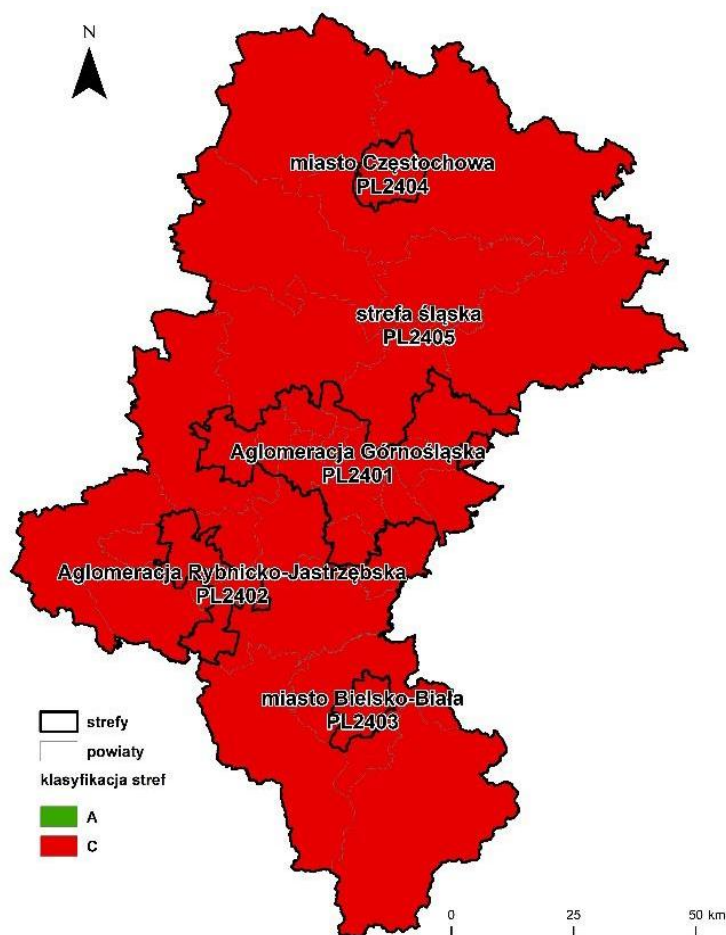 N
miasto Częstochowa
PL2404
strefa śląska
PL2405
Aglomeracja Górnośląska
PL2401
Aglomeracja Rybnicko-Jastrzębska
PL2402
miasto Bielsko-Biała
PL2403
strefy
powiaty
klasyfikacja stref
A
C
0 25 50 km